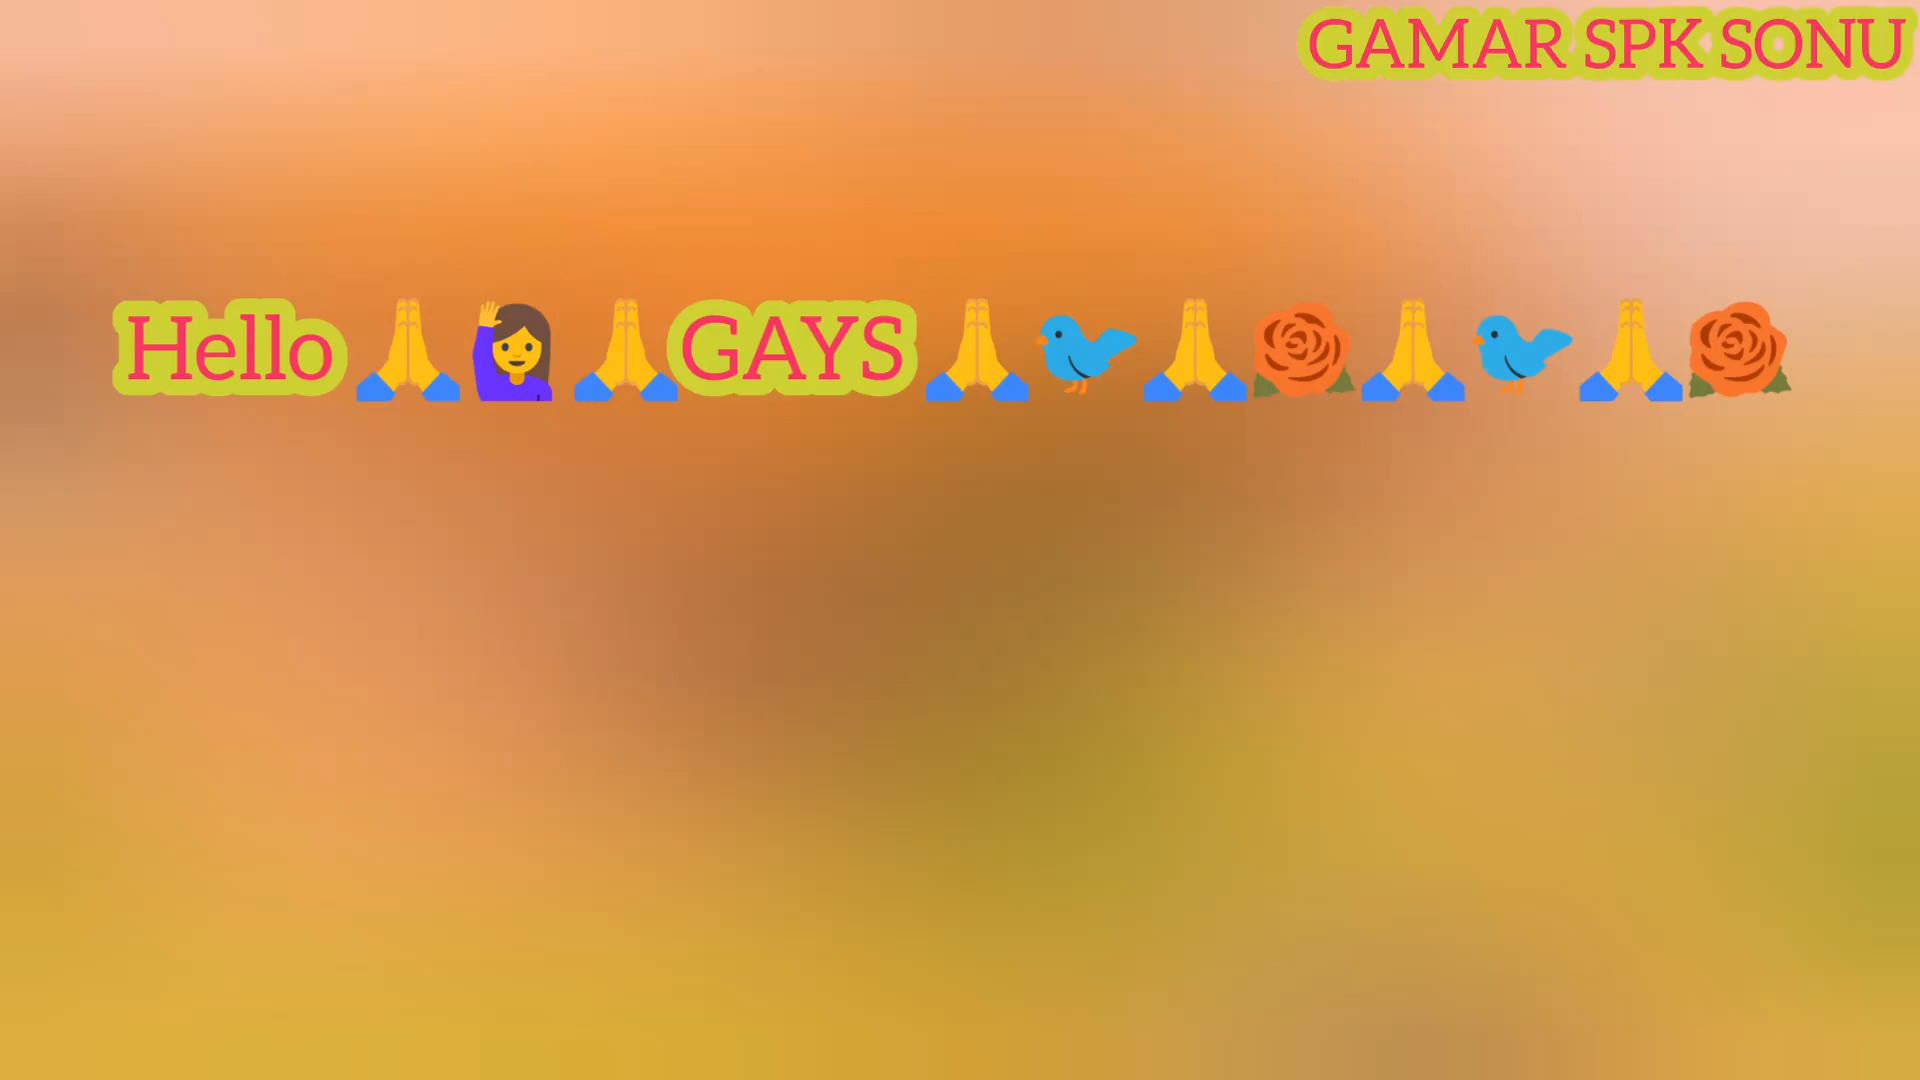 GAMAR SPK SONU
Hello🙏🙋‍♀️🙏GAYS🙏🐦🙏🌹🙏🐦🙏🌹